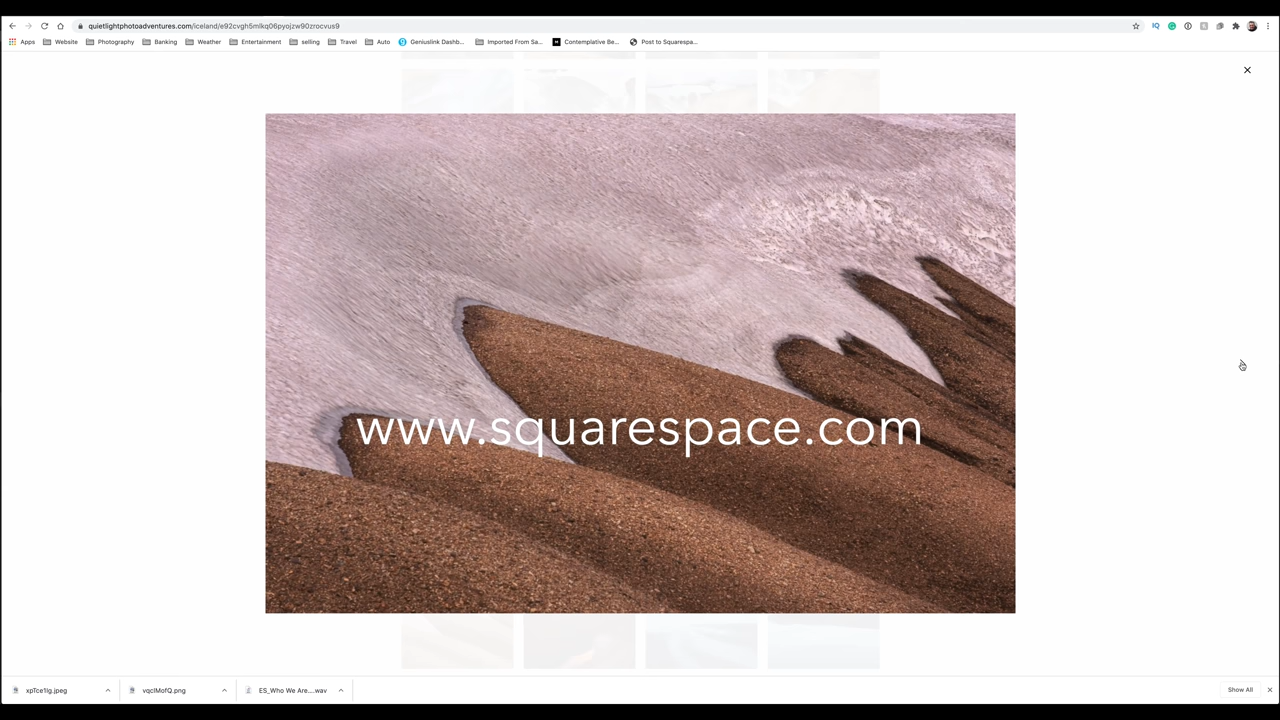 quietlightphotoadventures.com/iceland/e92cvgh5mlkq06pyojzw90zrocvus9
Apps Website Photography Banking Weather Entertainment selling Travel Auto Geniuslink Dashb... Imported From Sa... Contemplative Be... Post to Squarespa...
www.squarespace.com
xpTce1Ig.jpeg vqclMofQ.png ES_Who We Are....wav Show All